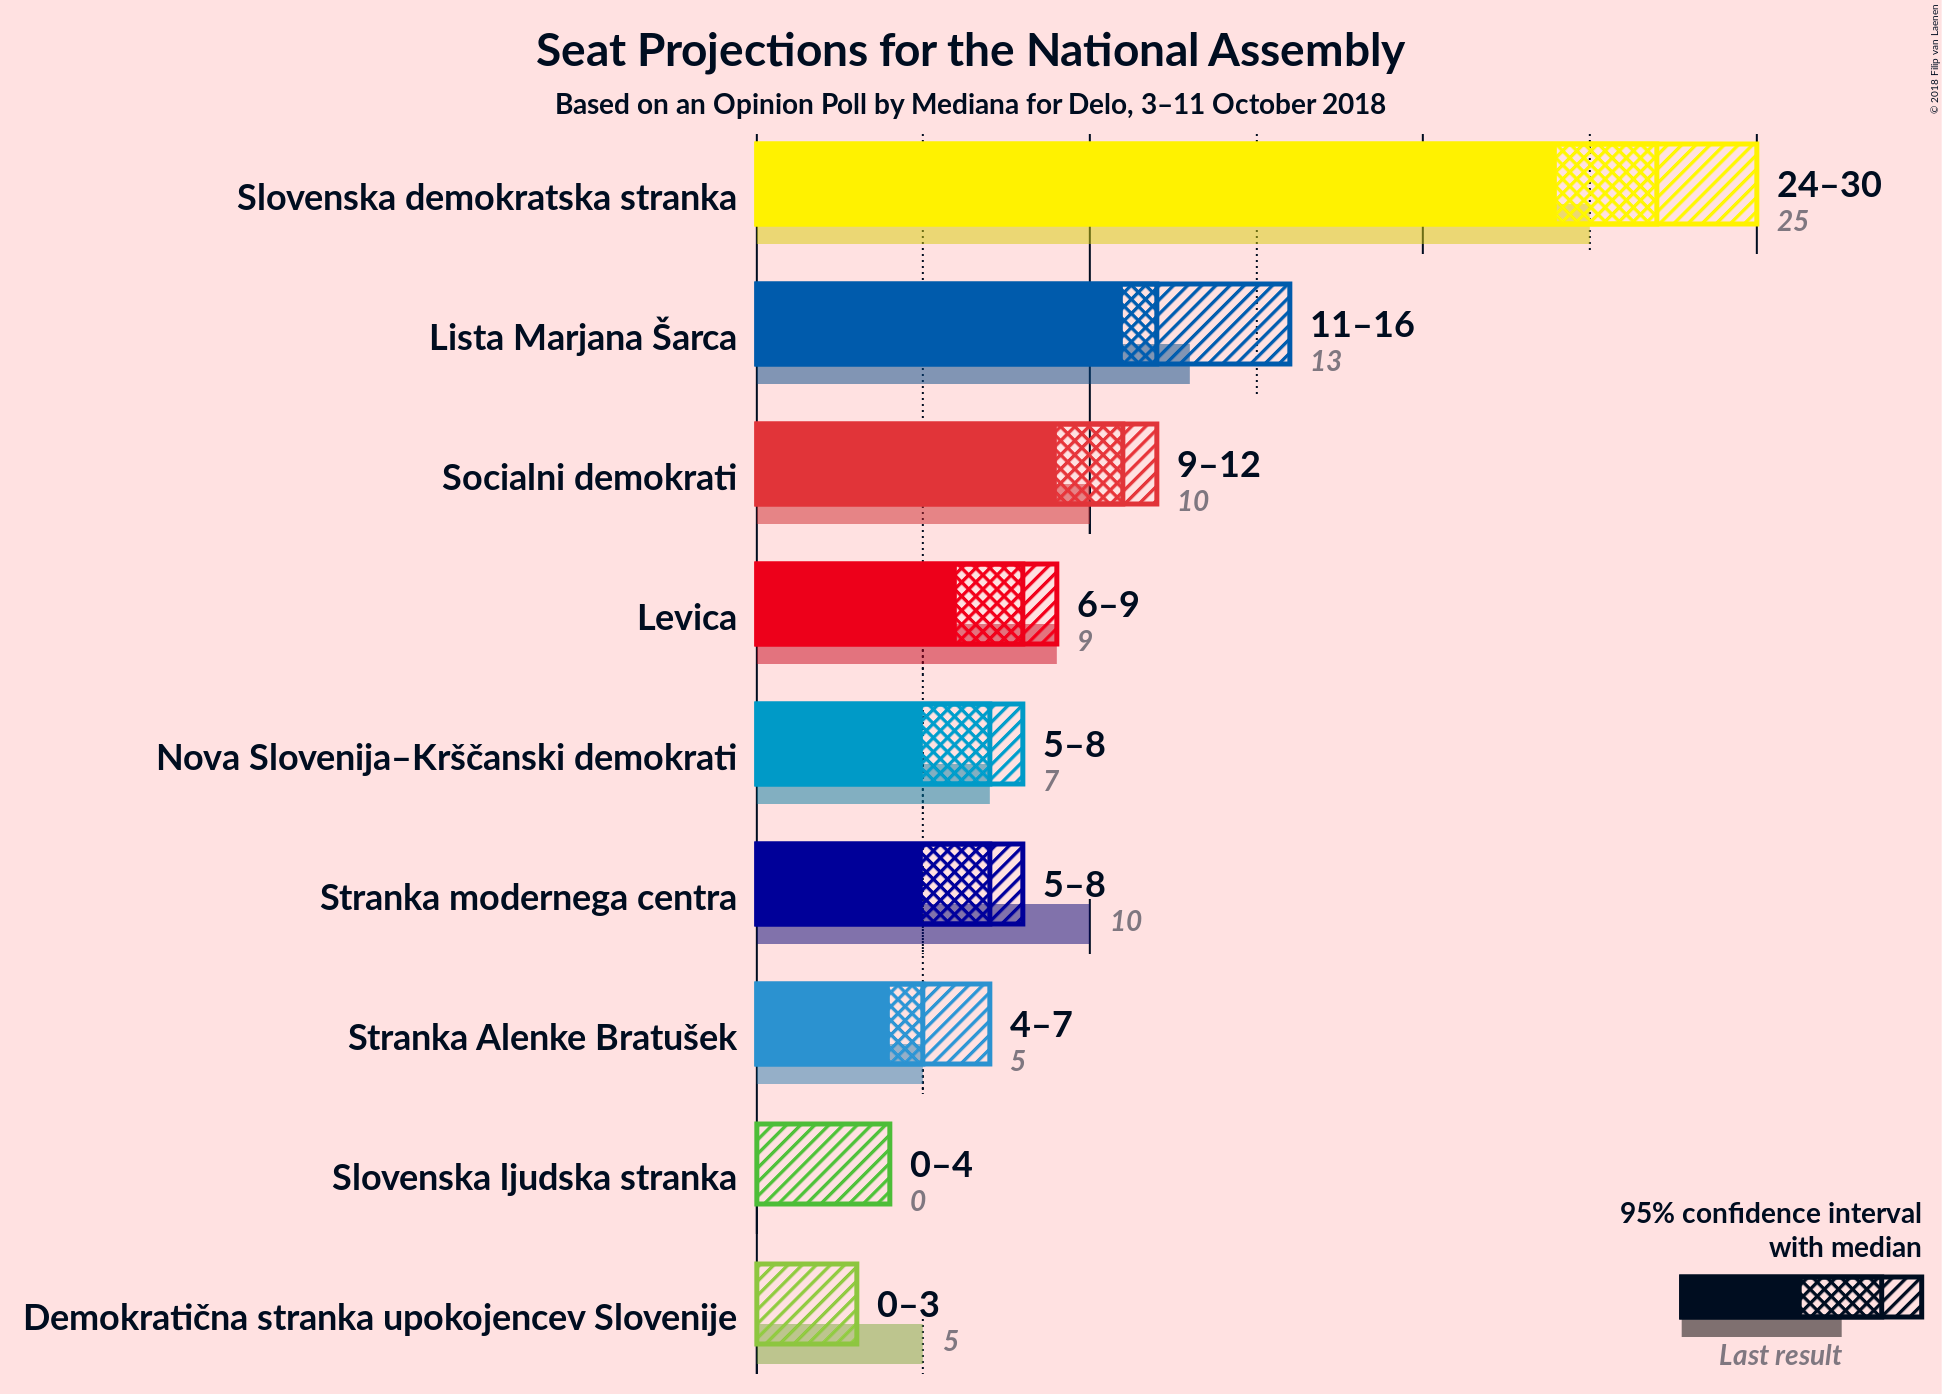 Seat Projections for the National Assembly
Based on an Opinion Poll by Mediana for Delo, 3–11 October 2018
© 2018 Filip van Laenen
Slovenska demokratska stranka
24–30
25
Lista Marjana Šarca
11–16
13
Socialni demokrati
9–12
10
Levica
6–9
9
Nova Slovenija–Krščanski demokrati
5–8
7
Stranka modernega centra
5–8
10
Stranka Alenke Bratušek
4–7
5
Slovenska ljudska stranka
0–4
0
Demokratična stranka upokojencev Slovenije
0–3
5
95% confidence interval
with median
Last result